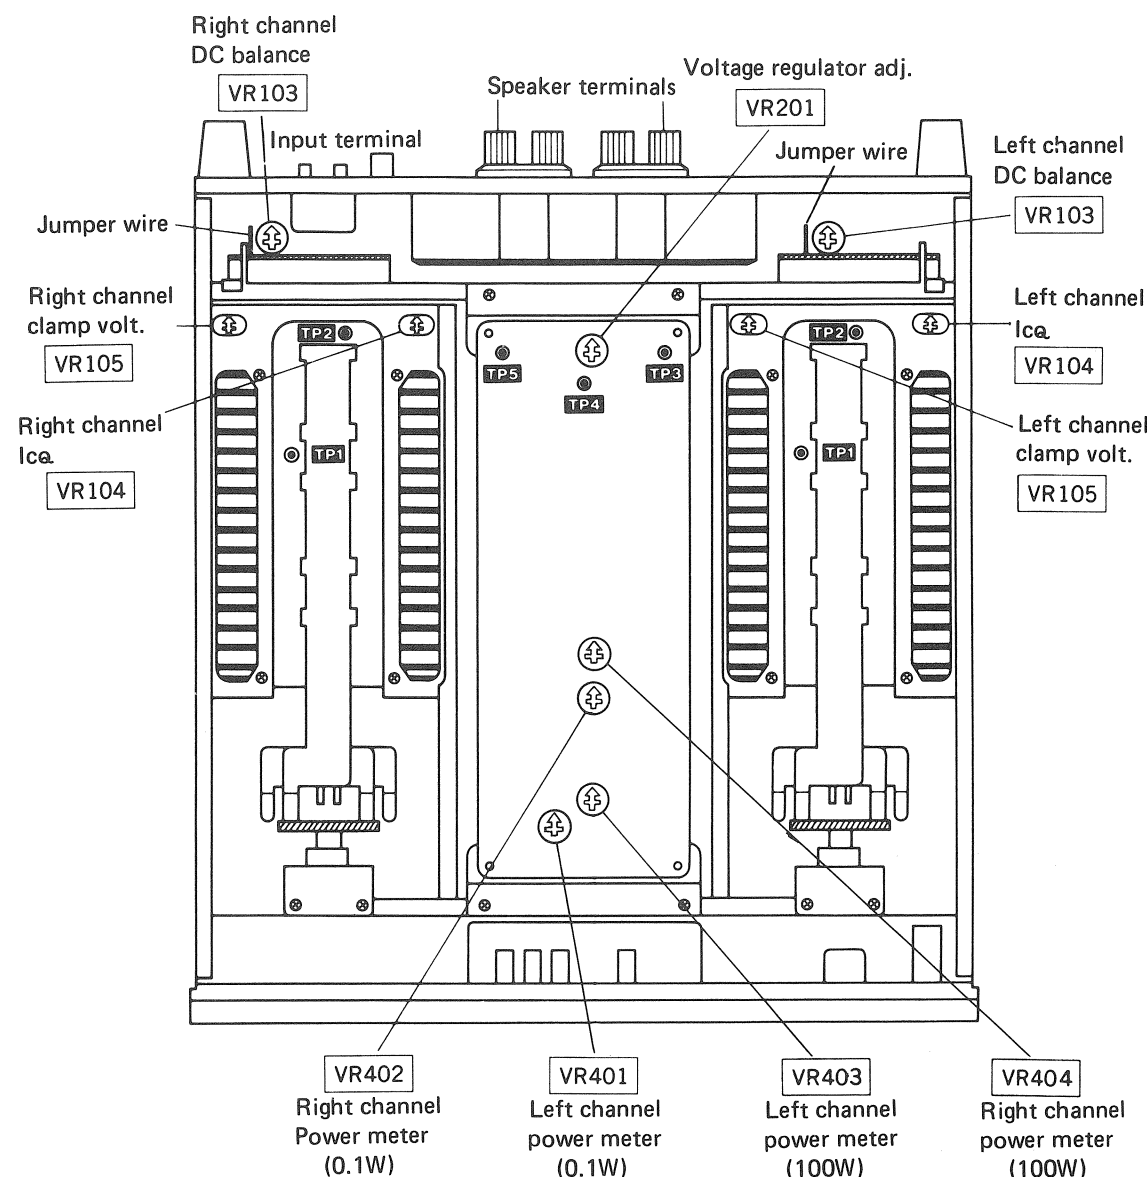 Right channel
DC balance
VR103
Input terminal
Speaker terminals
Voltage regulator adj.
VR201
Jumper wire
Left channel
DC balance
VR103
Jumper wire
Right channel
clamp volt.
VR105
Right channel
ICQ
VR104
TP2
TP1
TP5
TP4
TP3
TP2
TP1
Left channel
ICQ
VR104
Left channel
clamp volt.
VR105
VR402
Right channel
Power meter
(0.1W)
VR401
Left channel
power meter
(0.1W)
VR403
Left channel
power meter
(100W)
VR404
Right channel
power meter
(100W)